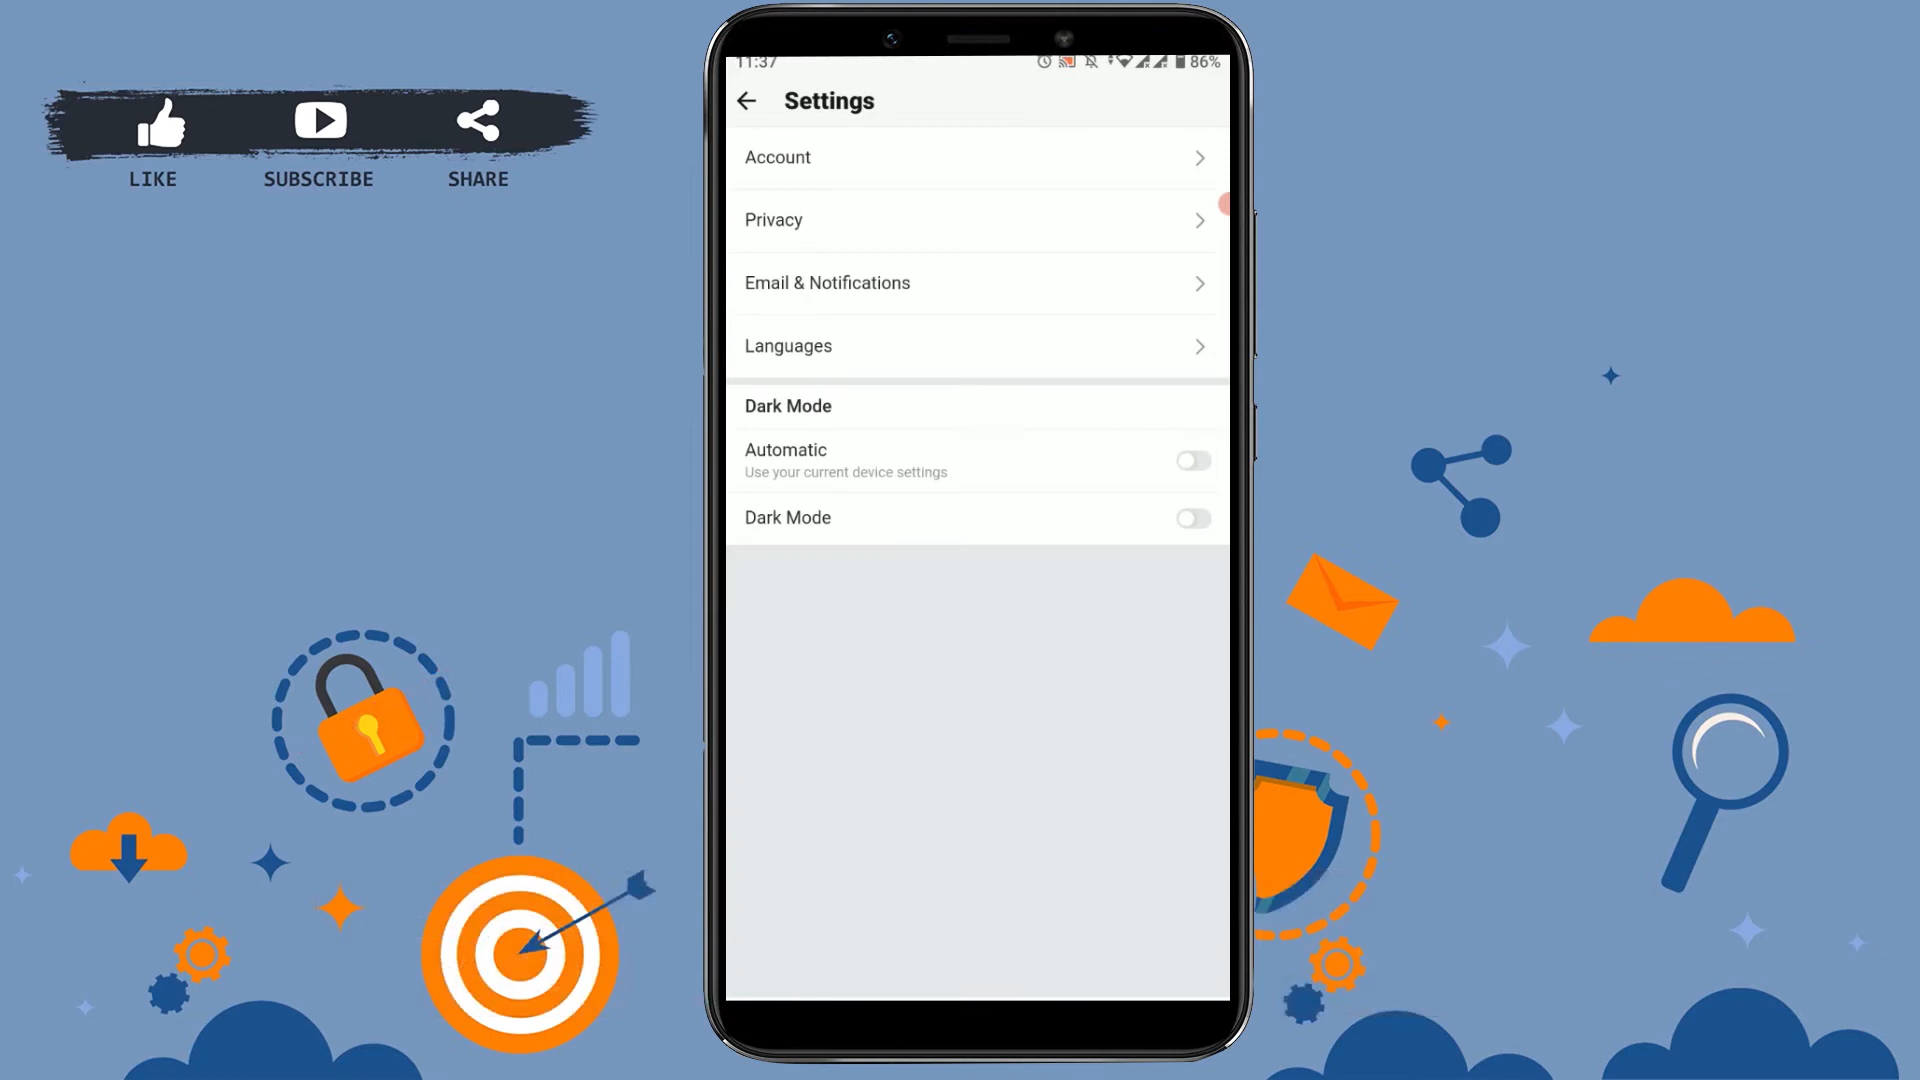 LIKE SUBSCRIBE SHARE
11:37 86%
Settings
Account
Privacy
Email & Notifications
Languages
Dark Mode
Automatic
Use your current device settings
Dark Mode